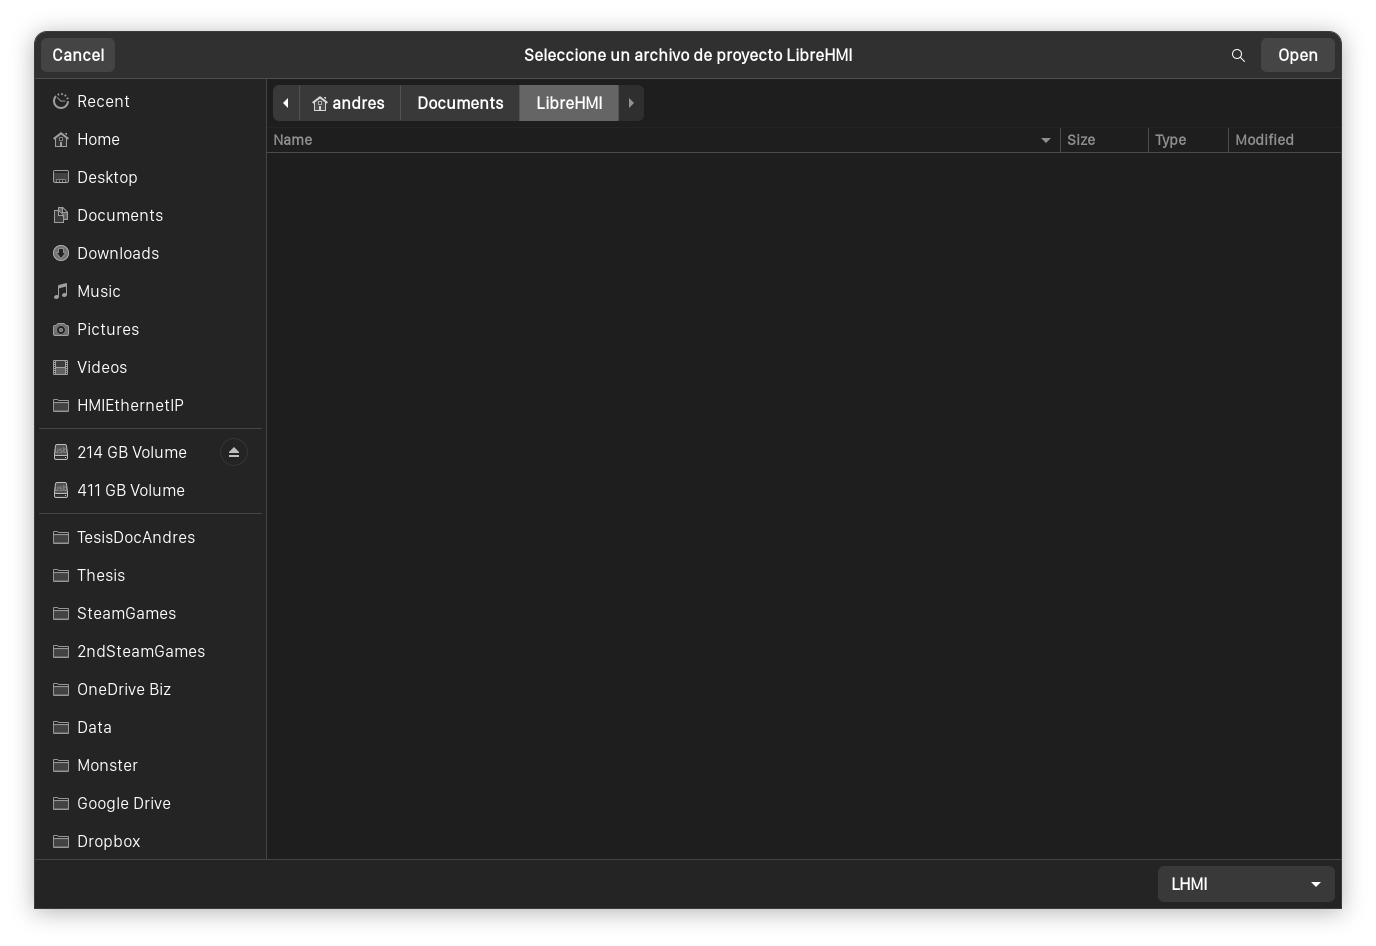 Cancel
Seleccione un archivo de proyecto LibreHMI
Open
Recent
Home
Desktop
Documents
Downloads
Music
Pictures
Videos
HMIEthernetIP
214 GB Volume
411 GB Volume
TesisDocAndres
Thesis
SteamGames
2ndSteamGames
OneDrive Biz
Data
Monster
Google Drive
Dropbox
andres Documents LibreHMI
Name Size Type Modified
LHMI